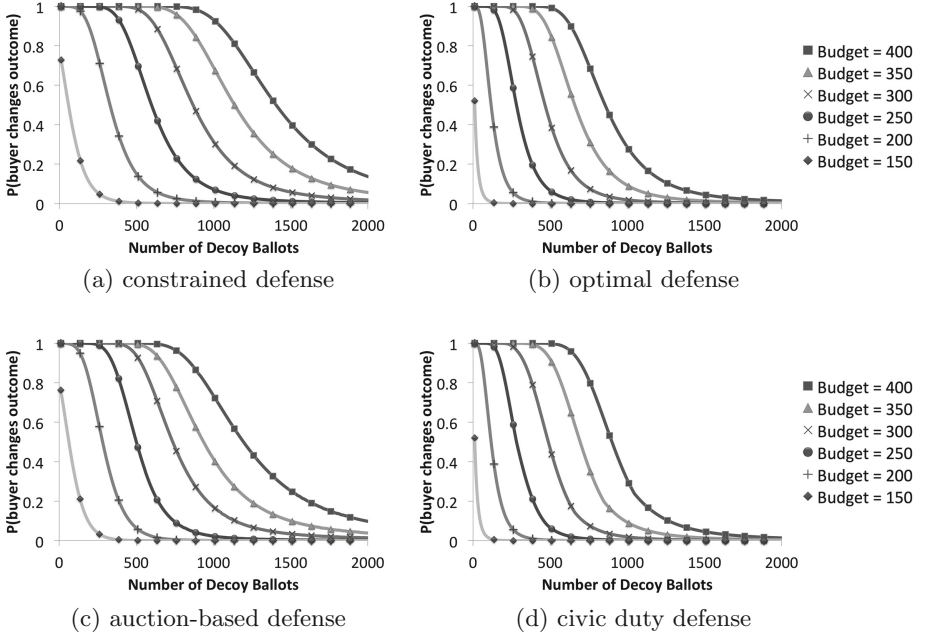 P(buyer changes outcome)
1
0.8
0.6
0.4
0.2
0
0 500 1000 1500 2000
Number of Decoy Ballots
(a) constrained defense
P(buyer changes outcome)
1
0.8
0.6
0.4
0.2
0
0 500 1000 1500 2000
Number of Decoy Ballots
(b) optimal defense
Budget = 400
Budget = 350
Budget = 300
Budget = 250
Budget = 200
Budget = 150
P(buyer changes outcome)
1
0.8
0.6
0.4
0.2
0
0 500 1000 1500 2000
Number of Decoy Ballots
(c) auction-based defense
P(buyer changes outcome)
1
0.8
0.6
0.4
0.2
0
0 500 1000 1500 2000
Number of Decoy Ballots
(d) civic duty defense
Budget = 400
Budget = 350
Budget = 300
Budget = 250
Budget = 200
Budget = 150